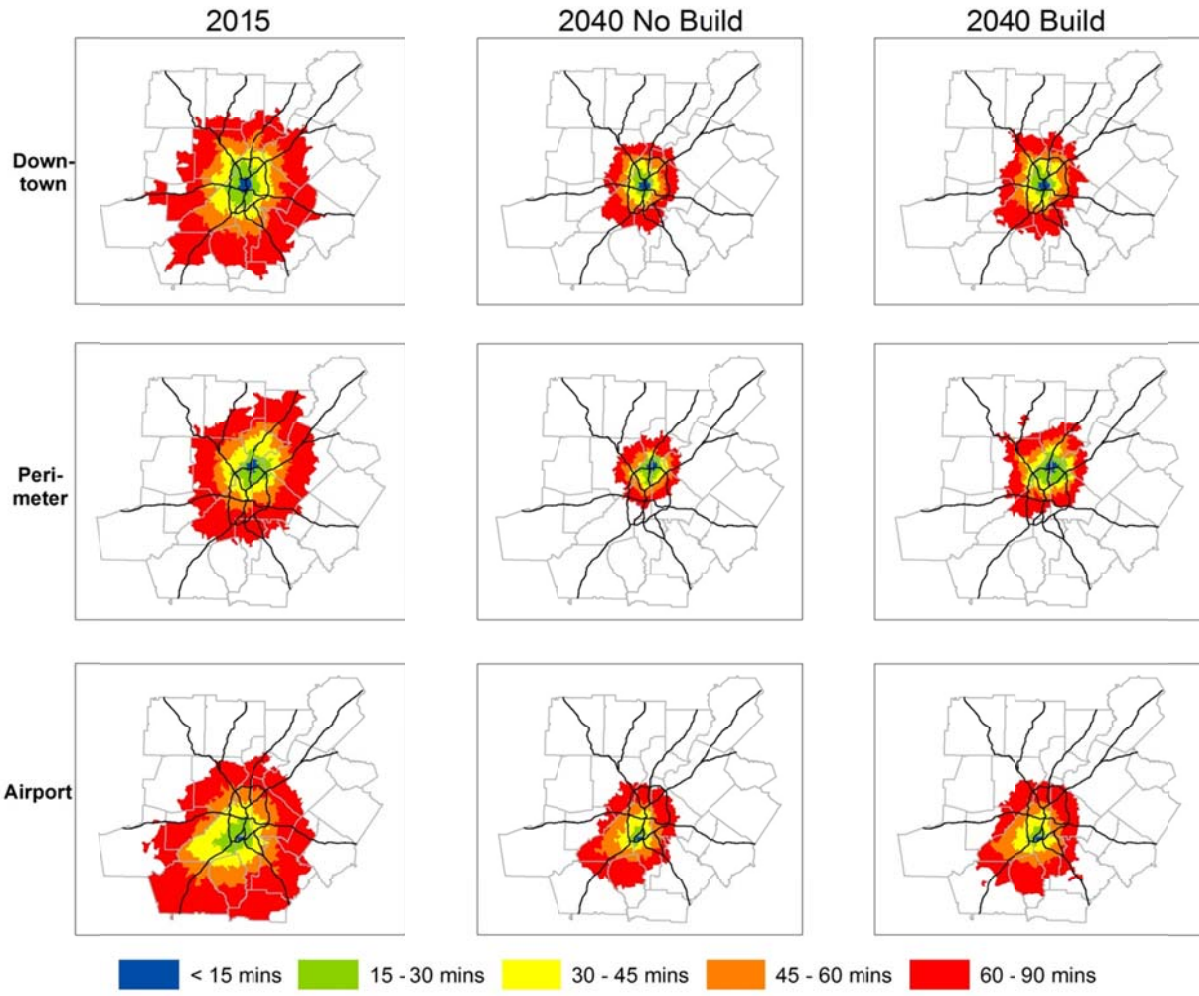 2015 2040 No Build 2040 Build
Down-
town
Peri-
meter
Airport
< 15 mins 15 - 30 mins 30 - 45 mins 45 - 60 mins 60 - 90 mins